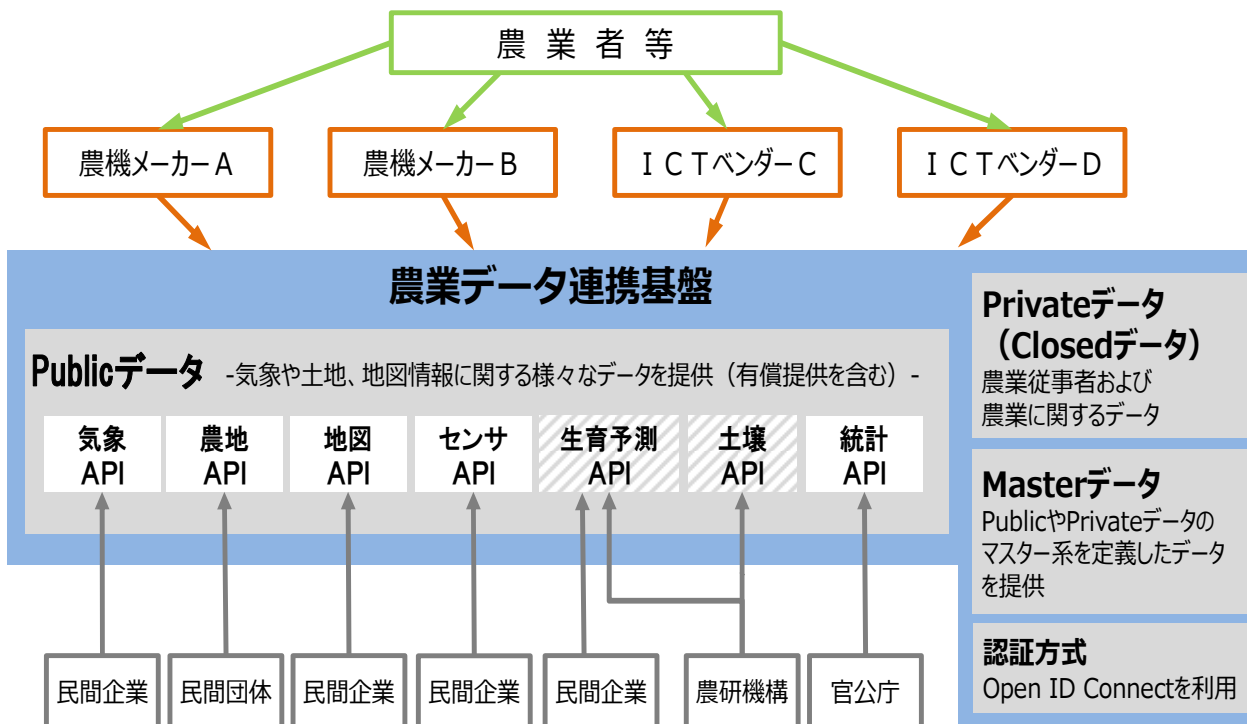 農 業 者 等
農機メーカーA
農機メーカーB
ＩＣＴベンダーC
ＩＣＴベンダーD
農業データ連携基盤
Publicデータ -気象や土地、地図情報に関する様々なデータを提供（有償提供を含む）-
気象
API
農地
API
地図
API
センサ
API
生育予測
API
土壌
API
統計
API
民間企業
民間団体
民間企業
民間企業
民間企業
農研機構
官公庁
Privateデータ
（Closedデータ）
農業従事者および
農業に関するデータ
Masterデータ
PublicやPrivateデータの
マスター系を定義したデータ
を提供
認証方式
Open ID Connectを利用